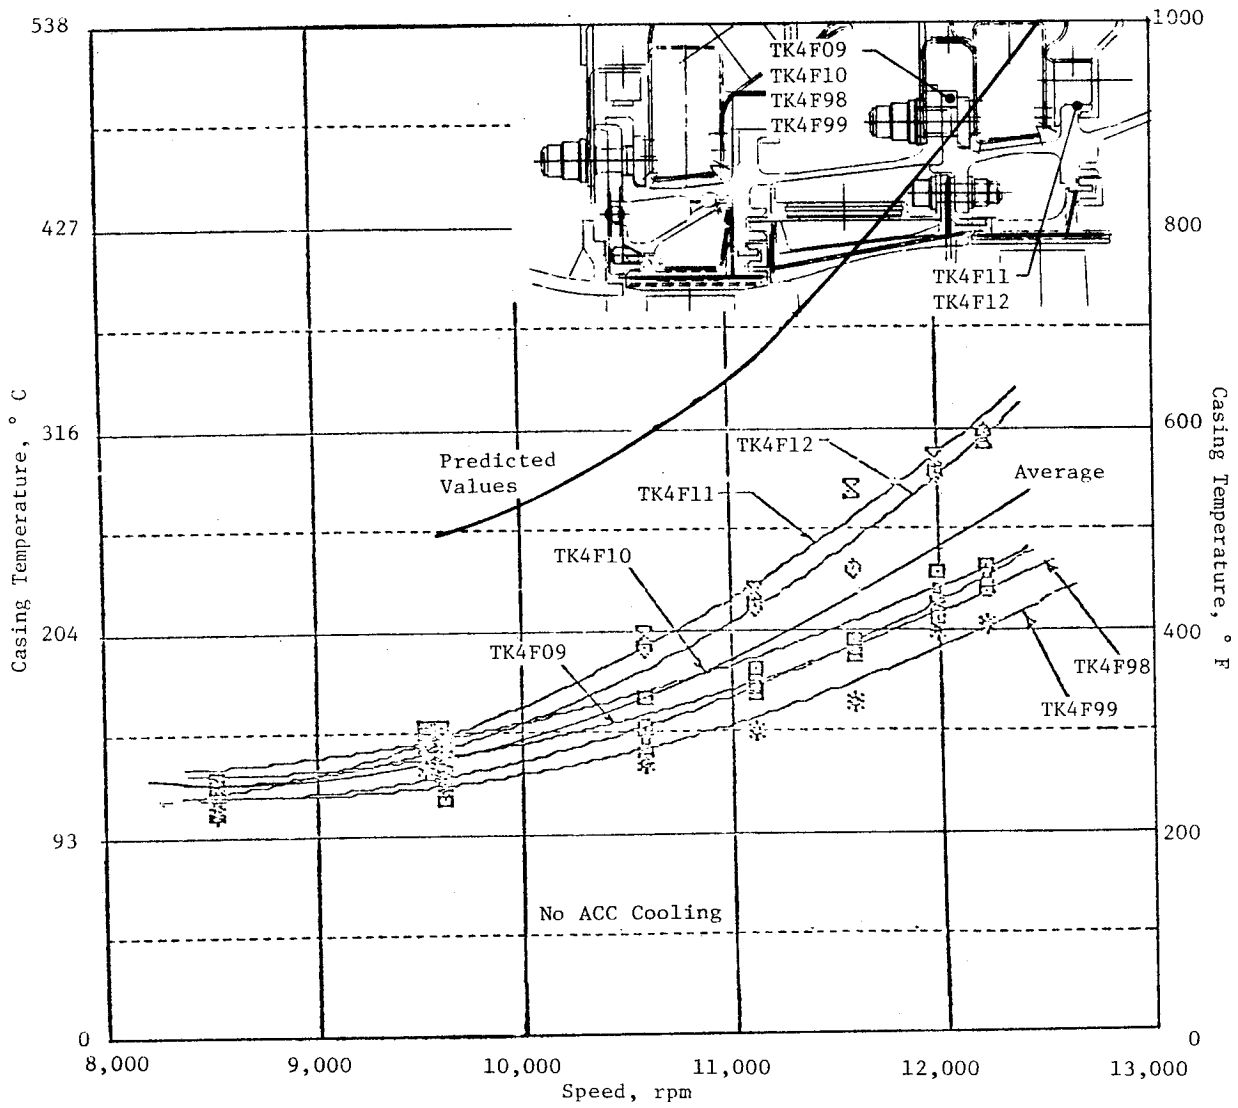 538
1000
TK4F09
TK4F10
TK4F98
TK4F99
427
800
TK4F11
TK4F12
316
600
Casing Temperature, ° C
Casing Temperature, ° F
Predicted
Values
TK4F12
TK4F11
Average
TK4F10
204
400
TK4F09
TK4F98
TK4F99
93
200
No ACC Cooling
0
0
8,000
9,000
10,000
11,000
12,000
13,000
Speed, rpm